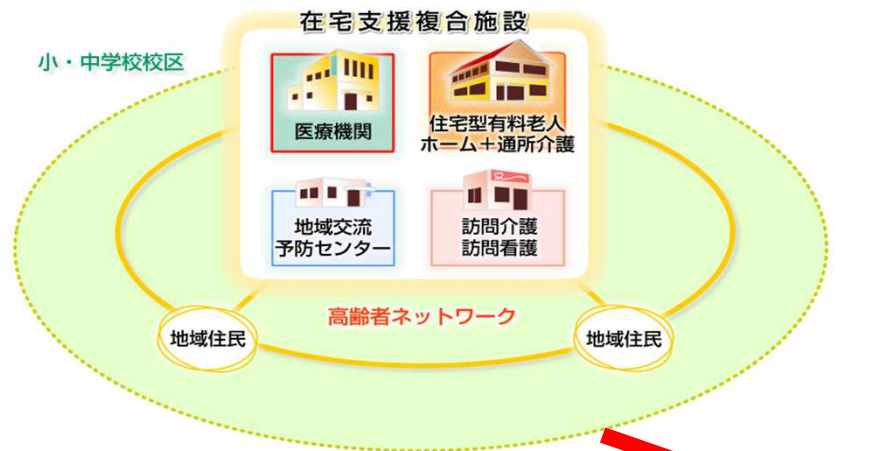 在宅支援複合施設
小・中学校校区
医療機関
住宅型有料老人
ホーム＋通所介護
地域交流
予防センター
訪問介護
訪問看護
高齢者ネットワーク
地域住民
地域住民